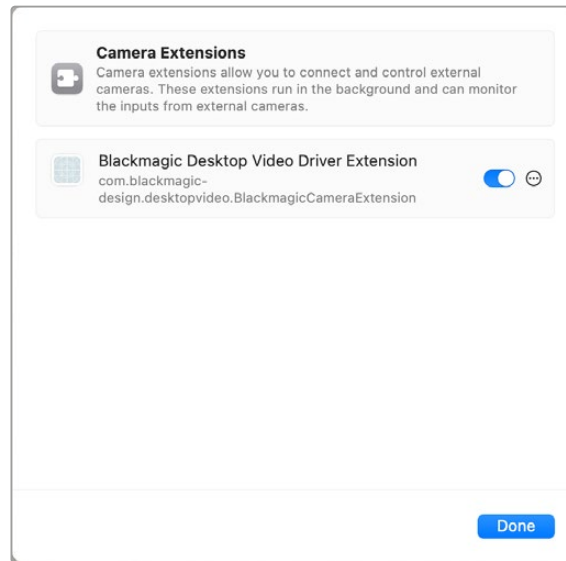 Camera Extensions
Camera extensions allow you to connect and control external
cameras. These extensions run in the background and can monitor
the inputs from external cameras.
Blackmagic Desktop Video Driver Extension
com.blackmagic-
design.desktopvideo.BlackmagicCameraExtension
Done